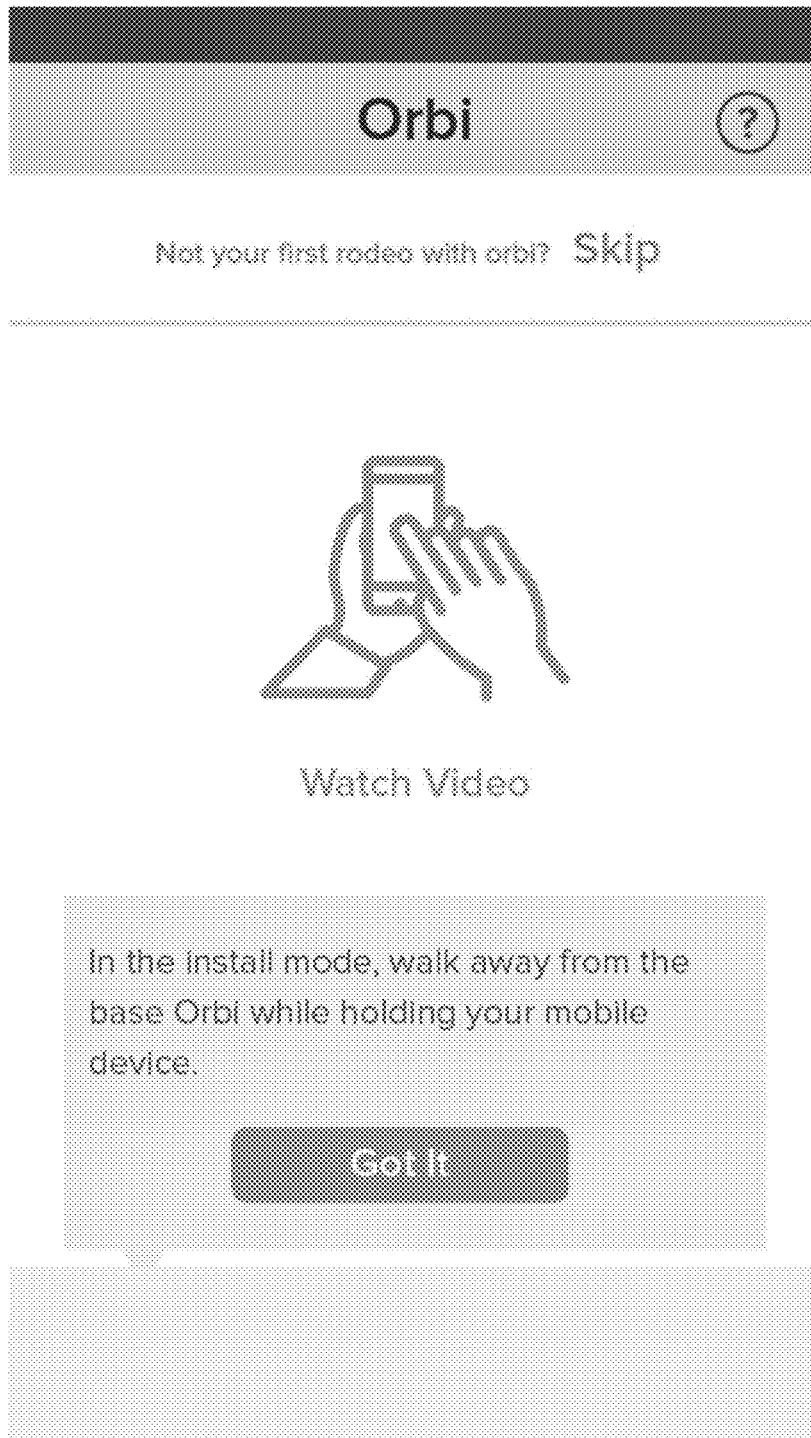 Orbi
?
Not your first rodeo with orbi? Skip
Watch Video
In the install mode, walk away from the
base Orbi while holding your mobile
device.
Got It